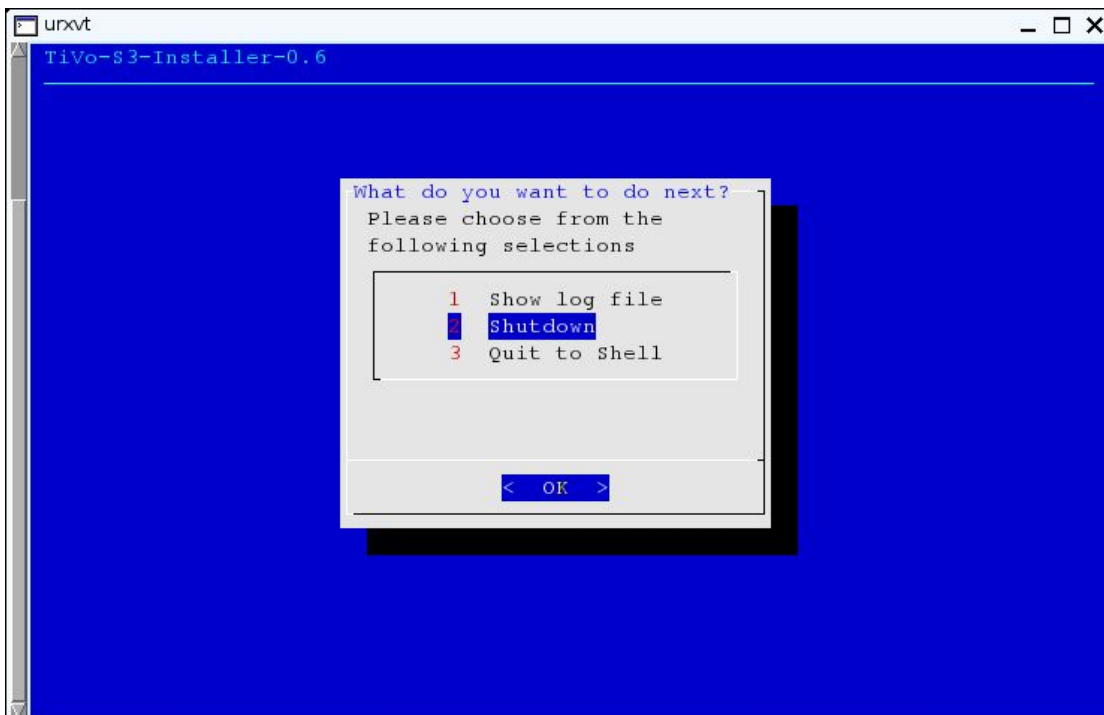 urxvt
TiVo-S3-Installer-0.6
What do you want to do next?
Please choose from the
following selections
1 Show log file
2 Shutdown
3 Quit to Shell
< OK >